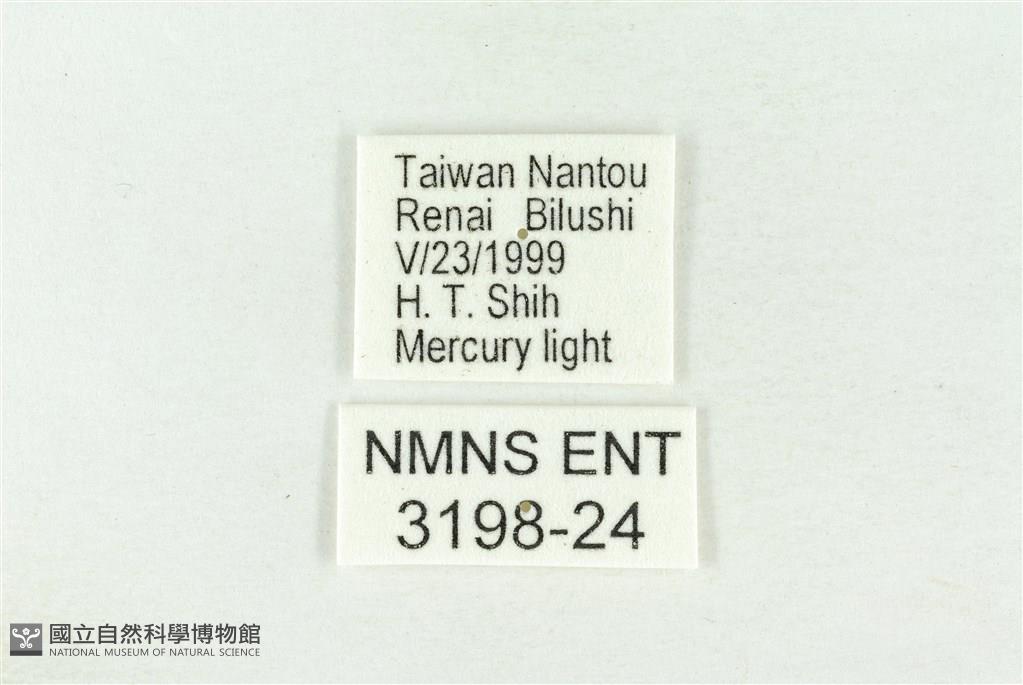 Taiwan Nantou
Renai Bilushi
V/23/1999
H. T. Shih
Mercury light
NMNS ENT
3198-24
國立自然科學博物館
NATIONAL MUSEUM OF NATURAL SCIENCE